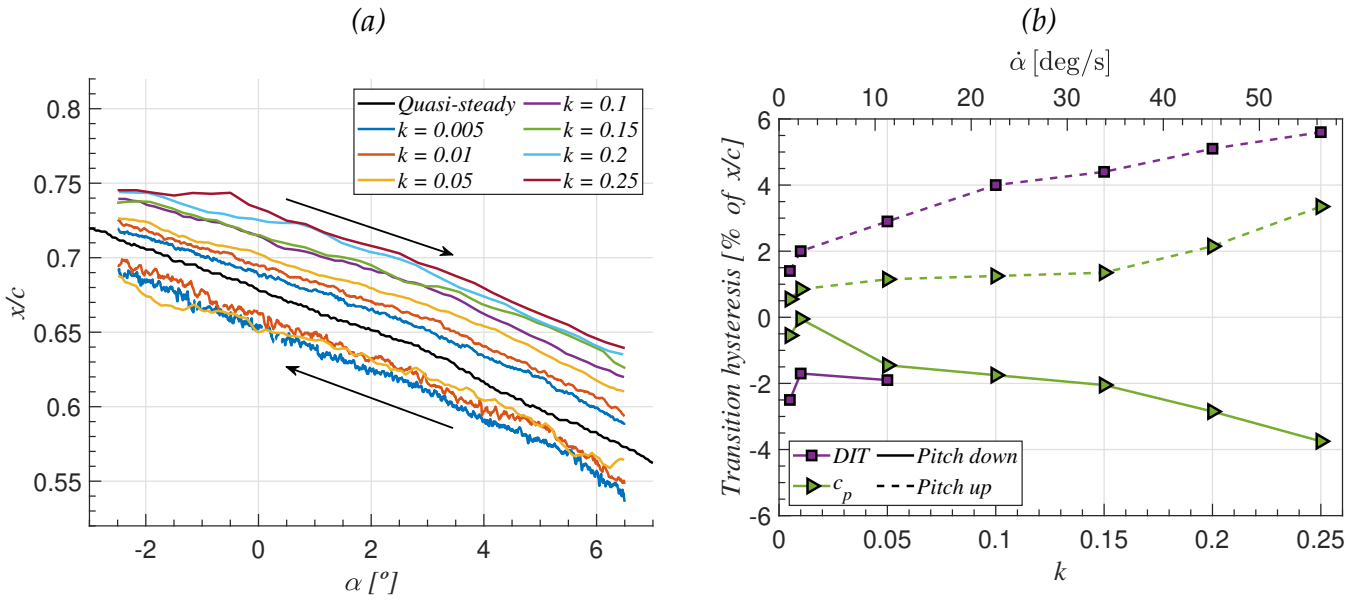 (a)
0.8
0.75
0.7
0.65
0.6
0.55
x/c
-2
0
2
4
6
α [º]
Quasi-steady
k = 0.005
k = 0.01
k = 0.05
k = 0.1
k = 0.15
k = 0.2
k = 0.25
(b)
α̇ [deg/s]
0
10
20
30
40
50
6
4
2
0
-2
-4
-6
Transition hysteresis [% of x/c]
DIT
c_p
Pitch down
Pitch up
0
0.05
0.1
0.15
0.2
0.25
k